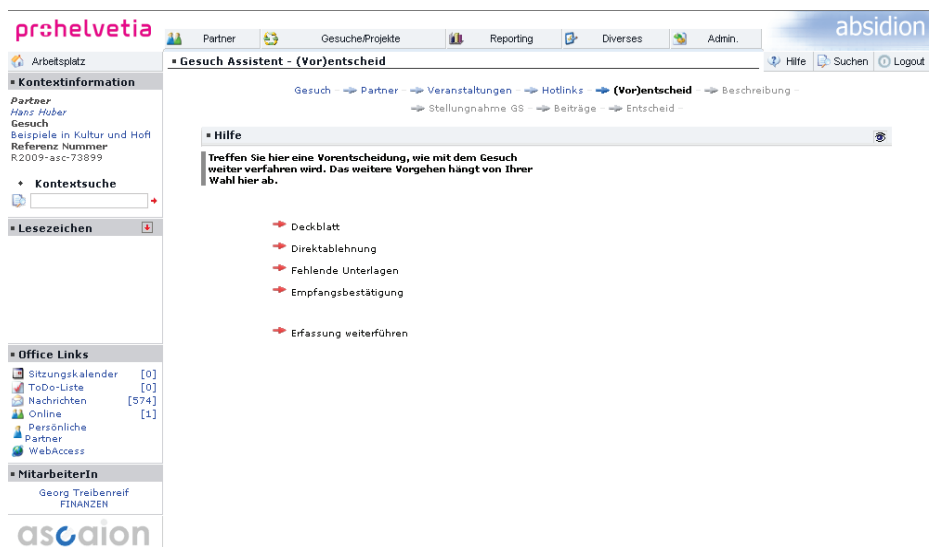 prohelvetia
Partner Gesuche/Projekte Reporting Diverses Admin.
absidion
Arbeitsplatz
Gesuch Assistent - (Vor)entscheid
Hilfe Suchen Logout
Kontextinformation
Partner
Hans Huber
Gesuch
Beispiele in Kultur und Hofl
Referenz Nummer
R2009-asc-73899
Kontextsuche
Lesezeichen
Office Links
Sitzungskalender [0]
ToDo-Liste [0]
Nachrichten [574]
Online [1]
Persönliche
Partner
WebAccess
MitarbeiterIn
Georg Treibenreif
FINANZEN
ascaion
Gesuch - Partner - Veranstaltungen - Hotlinks - (Vor)entscheid - Beschreibung -
Stellungnahme GS - Beiträge - Entscheid -
Hilfe
Treffen Sie hier eine Vorentscheidung, wie mit dem Gesuch
weiter verfahren wird. Das weitere Vorgehen hängt von Ihrer
Wahl hier ab.
Deckblatt
Direktablehnung
Fehlende Unterlagen
Empfangsbestätigung
Erfassung weiterführen